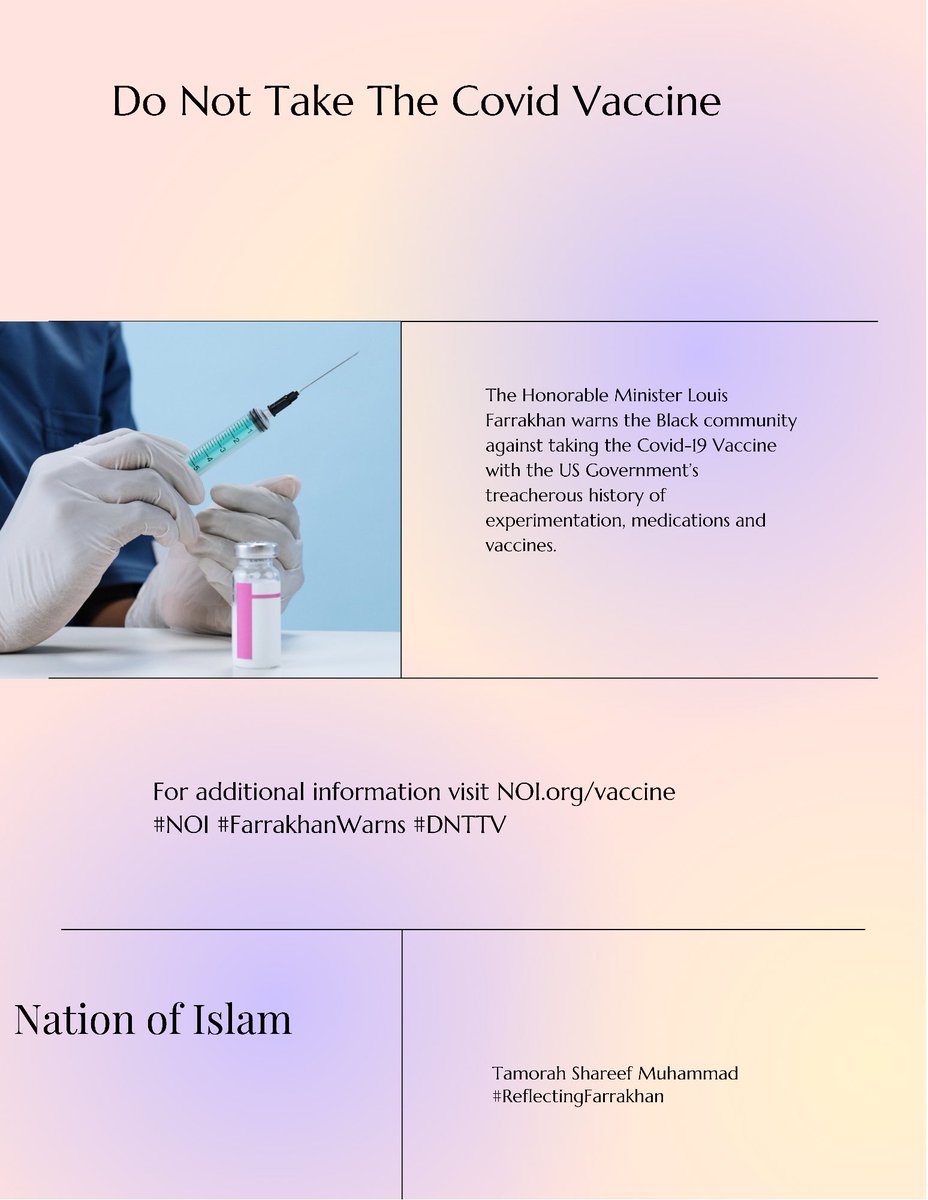 Do Not Take The Covid Vaccine
The Honorable Minister Louis
Farrakhan warns the Black community
against taking the Covid-19 Vaccine
with the US Government's
treacherous history of
experimentation, medications and
vaccines.
For additional information visit NOI.org/vaccine
#NOI #FarrakhanWarns #DNTTV
Nation of Islam
Tamorah Shareef Muhammad
#ReflectingFarrakhan